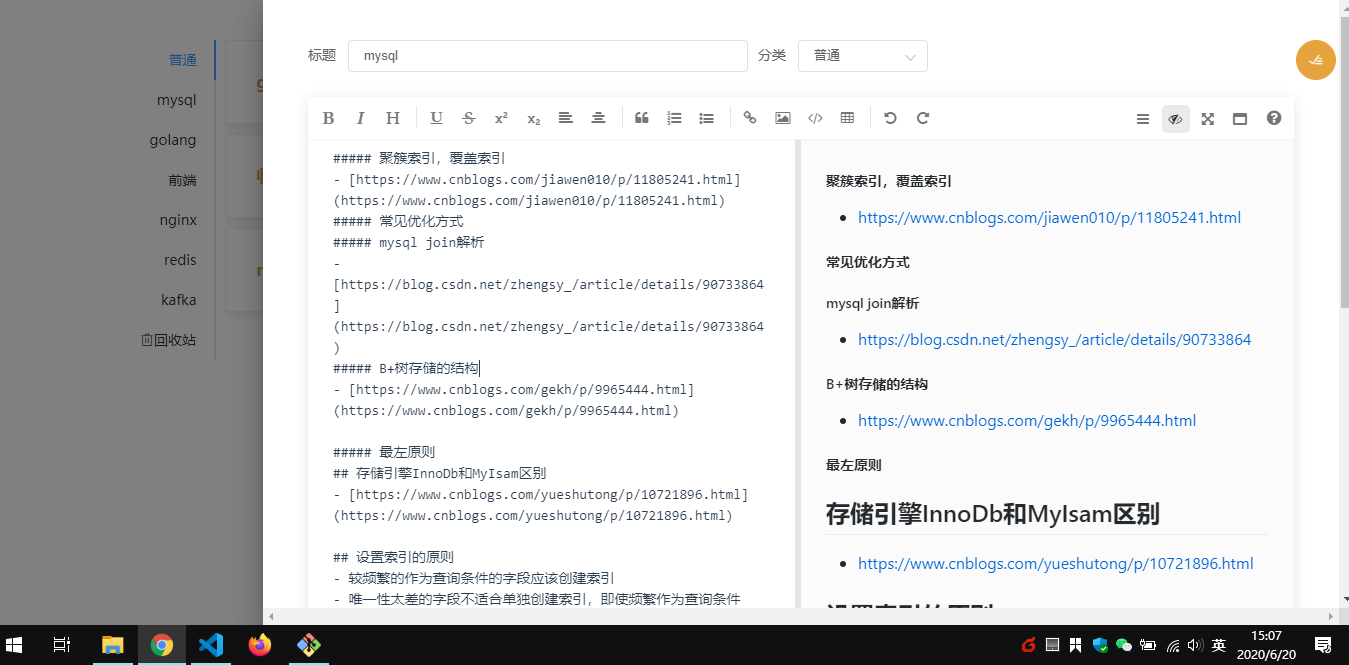 标题
mysql
分类
普通
普通
mysql
golang
前端
nginx
redis
kafka
回收站
B I H U S x² x₂
##### 聚簇索引，覆盖索引
- [https://www.cnblogs.com/jiawen010/p/11805241.html]
(https://www.cnblogs.com/jiawen010/p/11805241.html)
##### 常见优化方式
##### mysql join解析
-
[https://blog.csdn.net/zhengsy_/article/details/90733864
]
(https://blog.csdn.net/zhengsy_/article/details/90733864
)
##### B+树存储的结构
- [https://www.cnblogs.com/gekh/p/9965444.html]
(https://www.cnblogs.com/gekh/p/9965444.html)
##### 最左原则
## 存储引擎InnoDb和MyIsam区别
- [https://www.cnblogs.com/yueshutong/p/10721896.html]
(https://www.cnblogs.com/yueshutong/p/10721896.html)
## 设置索引的原则
- 较频繁的作为查询条件的字段应该创建索引
- 唯一性太差的字段不适合单独创建索引，即使频繁作为查询条件
聚簇索引，覆盖索引
https://www.cnblogs.com/jiawen010/p/11805241.html
常见优化方式
mysql join解析
https://blog.csdn.net/zhengsy_/article/details/90733864
B+树存储的结构
https://www.cnblogs.com/gekh/p/9965444.html
最左原则
存储引擎InnoDb和MyIsam区别
https://www.cnblogs.com/yueshutong/p/10721896.html
设置索引的原则
英
15:07
2020/6/20